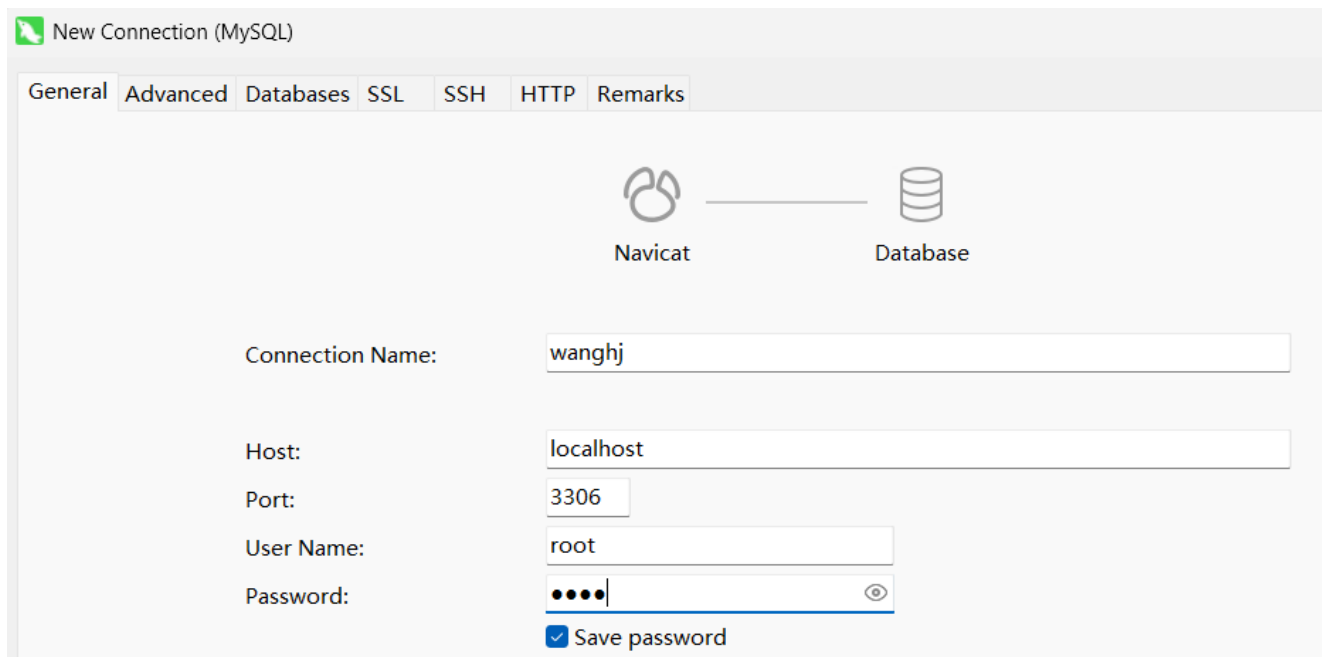 New Connection (MySQL)
General Advanced Databases SSL SSH HTTP Remarks
Navicat Database
Connection Name: wanghj
Host: localhost
Port: 3306
User Name: root
Password: ●●●●
Save password